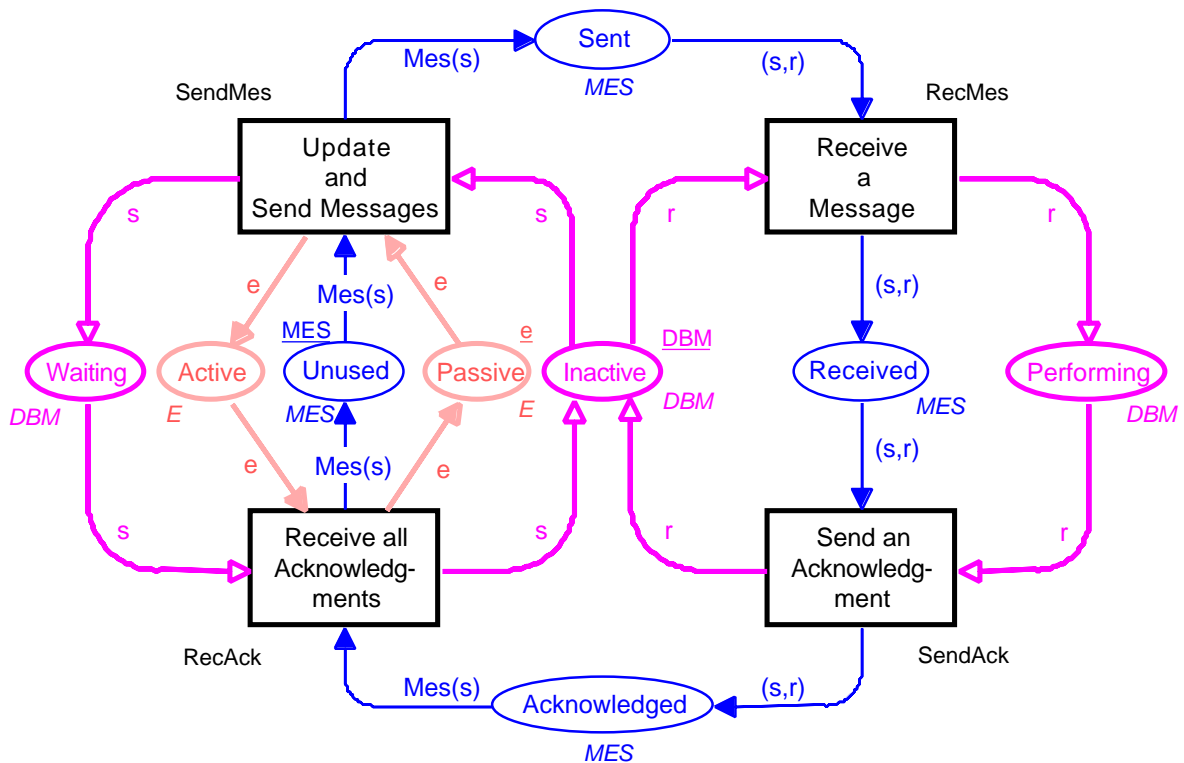 Sent
Mes(s)
(s,r)
MES
SendMes
RecMes
Update
and
Send Messages
Receive
a
Message
s
s
r
r
e
e
Mes(s)
(s,r)
MES
e
DBM
Waiting
Active
Unused
Passive
Inactive
Received
Performing
DBM
E
MES
E
DBM
MES
DBM
e
Mes(s)
e
(s,r)
s
s
r
r
Receive all
Acknowledg-
ments
Send an
Acknowledg-
ment
RecAck
SendAck
Mes(s)
Acknowledged
(s,r)
MES